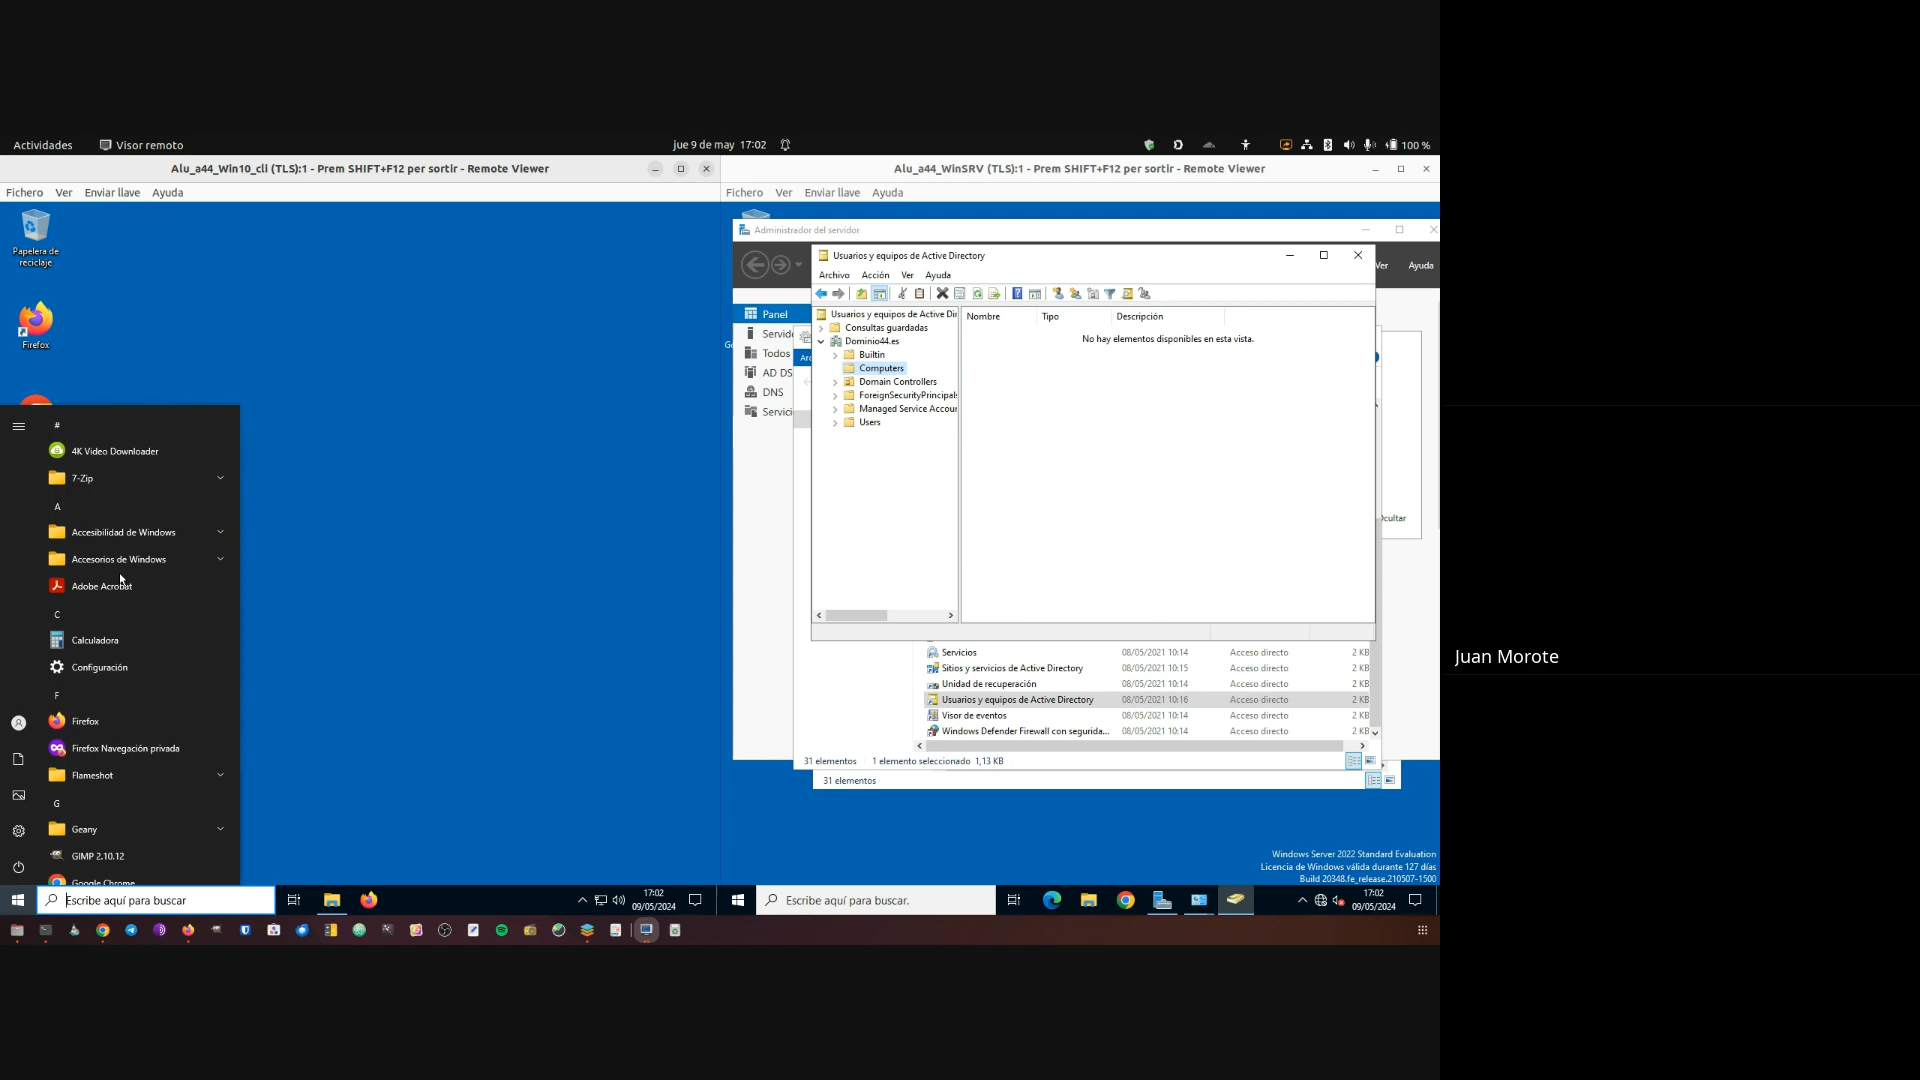 Actividades
Visor remoto
jue 9 de may 17:02
100 %
Alu_a44_Win10_cli (TLS):1 - Prem SHIFT+F12 per sortir - Remote Viewer
Fichero Ver Enviar llave Ayuda
Papelera de
reciclaje
Firefox
#
4K Video Downloader
7-Zip
A
Accesibilidad de Windows
Accesorios de Windows
Adobe Acrobat
C
Calculadora
Configuración
F
Firefox
Firefox Navegación privada
Flameshot
G
Geany
GIMP 2.10.12
Google Chrome
Escribe aquí para buscar
17:02
09/05/2024
Alu_a44_WinSRV (TLS):1 - Prem SHIFT+F12 per sortir - Remote Viewer
Fichero Ver Enviar llave Ayuda
Administrador del servidor
Ver Ayuda
Panel
Servido
Todos
AD DS
DNS
Servici
Usuarios y equipos de Active Directory
Archivo Acción Ver Ayuda
Usuarios y equipos de Active Dir
Consultas guardadas
Dominio44.es
Builtin
Computers
Domain Controllers
ForeignSecurityPrincipals
Managed Service Accoun
Users
Nombre Tipo Descripción
No hay elementos disponibles en esta vista.
Ocultar
Servicios 08/05/2021 10:14 Acceso directo 2 KB
Sitios y servicios de Active Directory 08/05/2021 10:15 Acceso directo 2 KB
Unidad de recuperación 08/05/2021 10:14 Acceso directo 2 KB
Usuarios y equipos de Active Directory 08/05/2021 10:16 Acceso directo 2 KB
Visor de eventos 08/05/2021 10:14 Acceso directo 2 KB
Windows Defender Firewall con segurida... 08/05/2021 10:14 Acceso directo 2 KB
31 elementos 1 elemento seleccionado 1,13 KB
31 elementos
Windows Server 2022 Standard Evaluation
Licencia de Windows válida durante 127 días
Build 20348.fe_release.210507-1500
Escribe aquí para buscar.
17:02
09/05/2024
Juan Morote